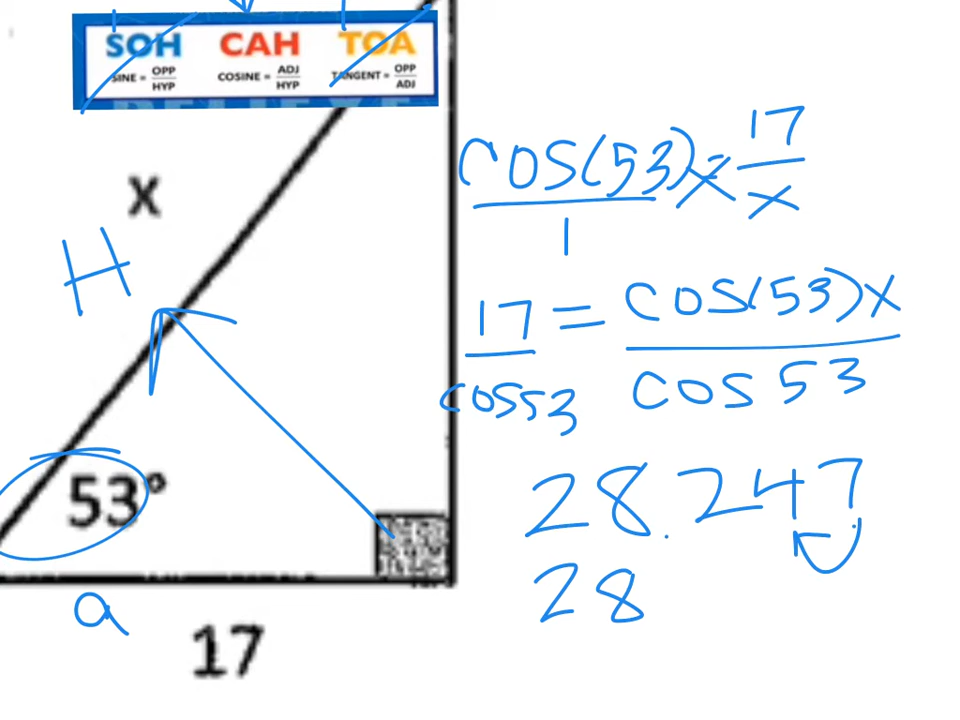 SOH CAH TOA
SINE = OPP/HYP COSINE = ADJ/HYP TANGENT = OPP/ADJ
x
H
53°
a
17
cos(53)x/1 = 17/x
17/cos53 = cos(53)x/cos 53
28.247
28